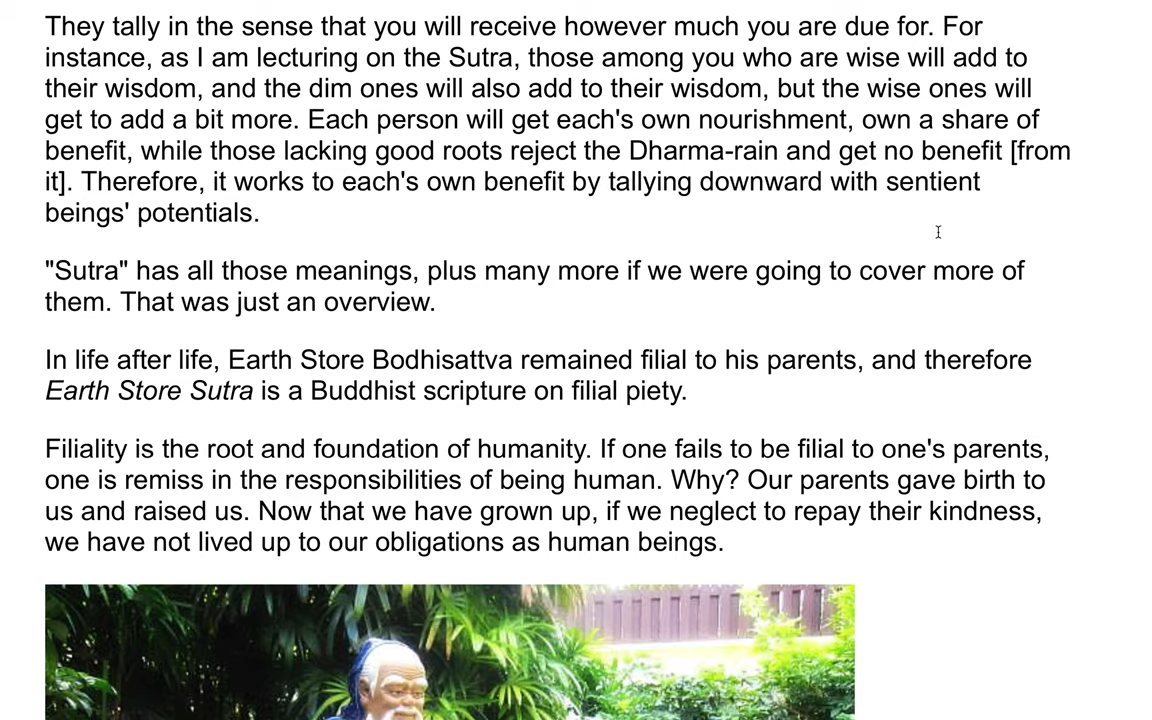 They tally in the sense that you will receive however much you are due for. For
instance, as I am lecturing on the Sutra, those among you who are wise will add to
their wisdom, and the dim ones will also add to their wisdom, but the wise ones will
get to add a bit more. Each person will get each's own nourishment, own a share of
benefit, while those lacking good roots reject the Dharma-rain and get no benefit [from
it]. Therefore, it works to each's own benefit by tallying downward with sentient
beings' potentials.
"Sutra" has all those meanings, plus many more if we were going to cover more of
them. That was just an overview.
In life after life, Earth Store Bodhisattva remained filial to his parents, and therefore
Earth Store Sutra is a Buddhist scripture on filial piety.
Filiality is the root and foundation of humanity. If one fails to be filial to one's parents,
one is remiss in the responsibilities of being human. Why? Our parents gave birth to
us and raised us. Now that we have grown up, if we neglect to repay their kindness,
we have not lived up to our obligations as human beings.